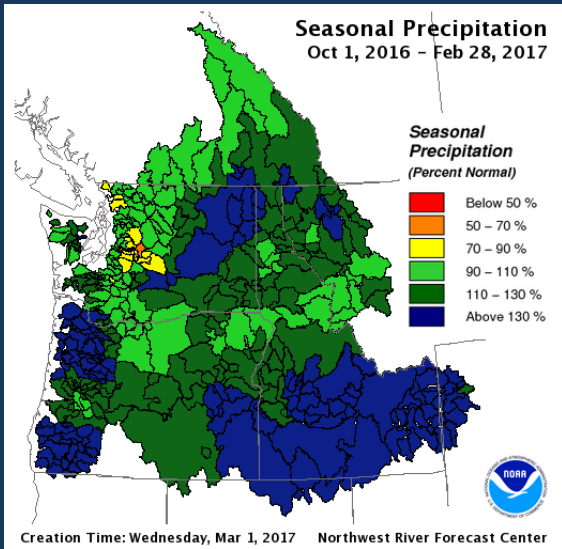 Seasonal Precipitation
Oct 1, 2016 – Feb 28, 2017
Seasonal
Precipitation
(Percent Normal)
Below 50 %
50 – 70 %
70 – 90 %
90 – 110 %
110 – 130 %
Above 130 %
NOAA
Creation Time: Wednesday, Mar 1, 2017 Northwest River Forecast Center